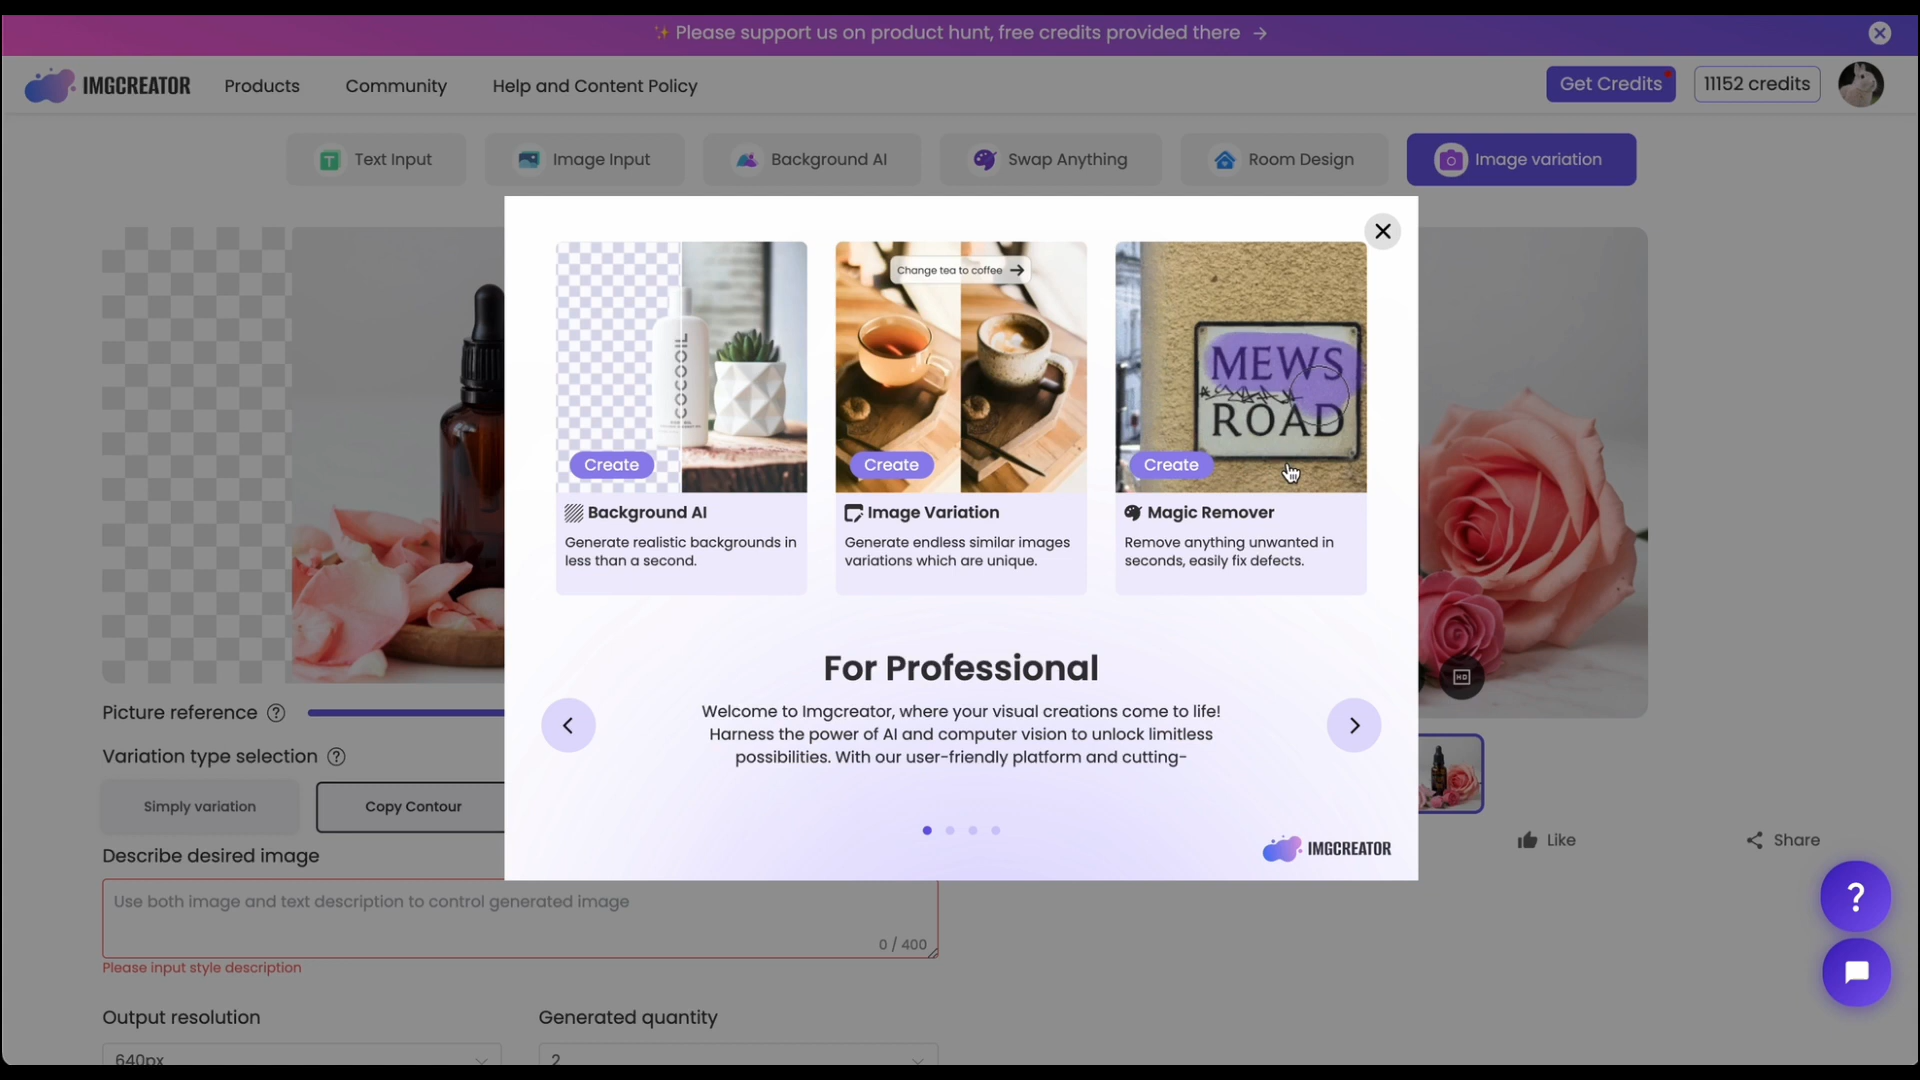 ✨ Please support us on product hunt, free credits provided there →
IMGCREATOR
Products
Community
Help and Content Policy
Get Credits
11152 credits
Text Input
Image Input
Background AI
Swap Anything
Room Design
Image variation
COCOOIL
Create
Change tea to coffee →
Create
MEWS
ROAD
Create
Background AI
Generate realistic backgrounds in
less than a second.
Image Variation
Generate endless similar images
variations which are unique.
Magic Remover
Remove anything unwanted in
seconds, easily fix defects.
For Professional
Welcome to Imgcreator, where your visual creations come to life!
Harness the power of AI and computer vision to unlock limitless
possibilities. With our user-friendly platform and cutting-
IMGCREATOR
HD
Picture reference ?
Variation type selection ?
Simply variation
Copy Contour
Describe desired image
Use both image and text description to control generated image
0 / 400
Please input style description
Output resolution
640px
Generated quantity
2
Like
Share
?